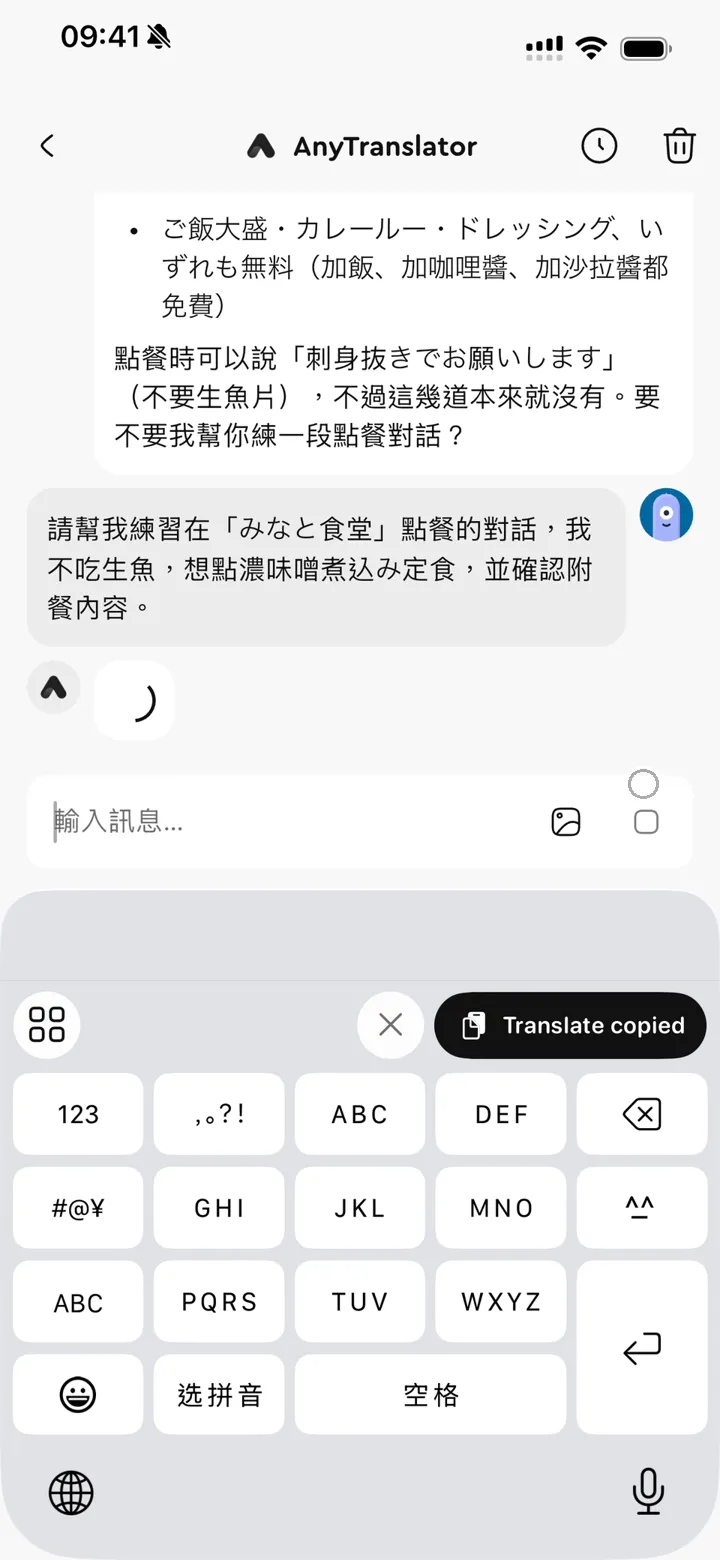 09:41
AnyTranslator
• ご飯大盛・カレールー・ドレッシング、い
ずれも無料（加飯、加咖哩醬、加沙拉醬都
免費）
點餐時可以說「刺身抜きでお願いします」
（不要生魚片），不過這幾道本來就沒有。要
不要我幫你練一段點餐對話？
請幫我練習在「みなと食堂」點餐的對話，我
不吃生魚，想點濃味噌煮込み定食，並確認附
餐內容。
輸入訊息...
Translate copied
123
,。?!
ABC
DEF
#@¥
GHI
JKL
MNO
^^
ABC
PQRS
TUV
WXYZ
选拼音
空格